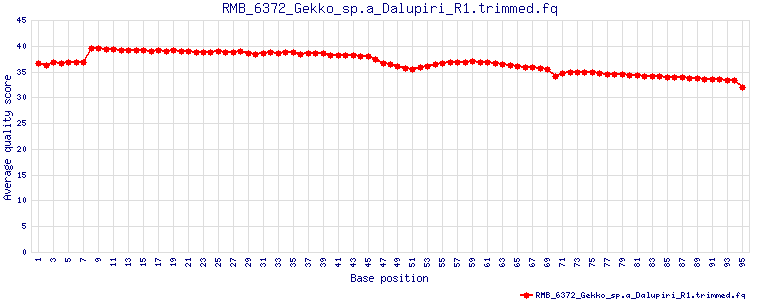 RMB_6372_Gekko_sp.a_Dalupiri_R1.trimmed.fq
45
40
35
30
25
20
15
10
5
0
Average quality score
1 3 5 7 9 11 13 15 17 19 21 23 25 27 29 31 33 35 37 39 41 43 45 47 49 51 53 55 57 59 61 63 65 67 69 71 73 75 77 79 81 83 85 87 89 91 93 95
Base position
RMB_6372_Gekko_sp.a_Dalupiri_R1.trimmed.fq